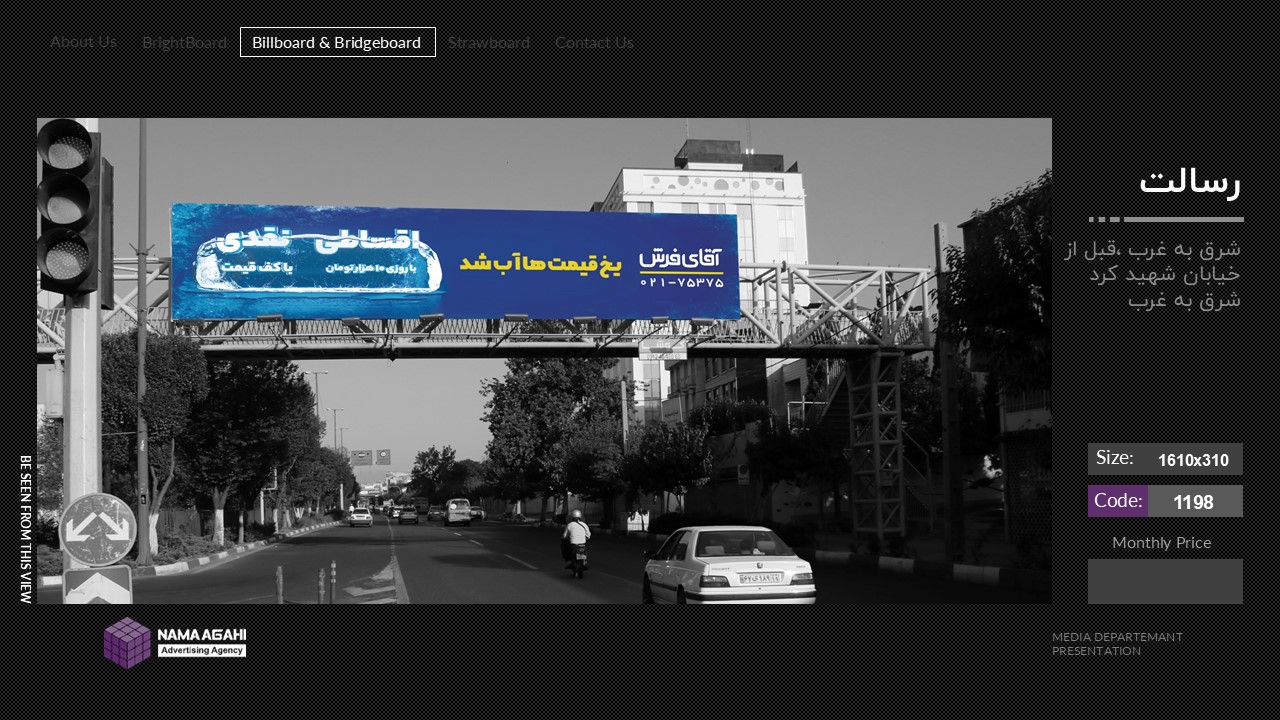 About Us
BrightBoard
Billboard & Bridgeboard
Strawboard
Contact Us
رسالت
شرق به غرب ،قبل از
خیابان شهید کرد
شرق به غرب
اقساطی نقدی
با روزی ۱۰ هزار تومان
با کف قیمت
یخ قیمت‌ها آب شد
آقای فرش
۰۲۱-۷۵۳۷۵
Size: 1610x310
Code: 1198
Monthly Price
BE SEEN FROM THIS VIEW
NAMA AGAHI
Advertising Agency
MEDIA DEPARTEMANT
PRESENTATION